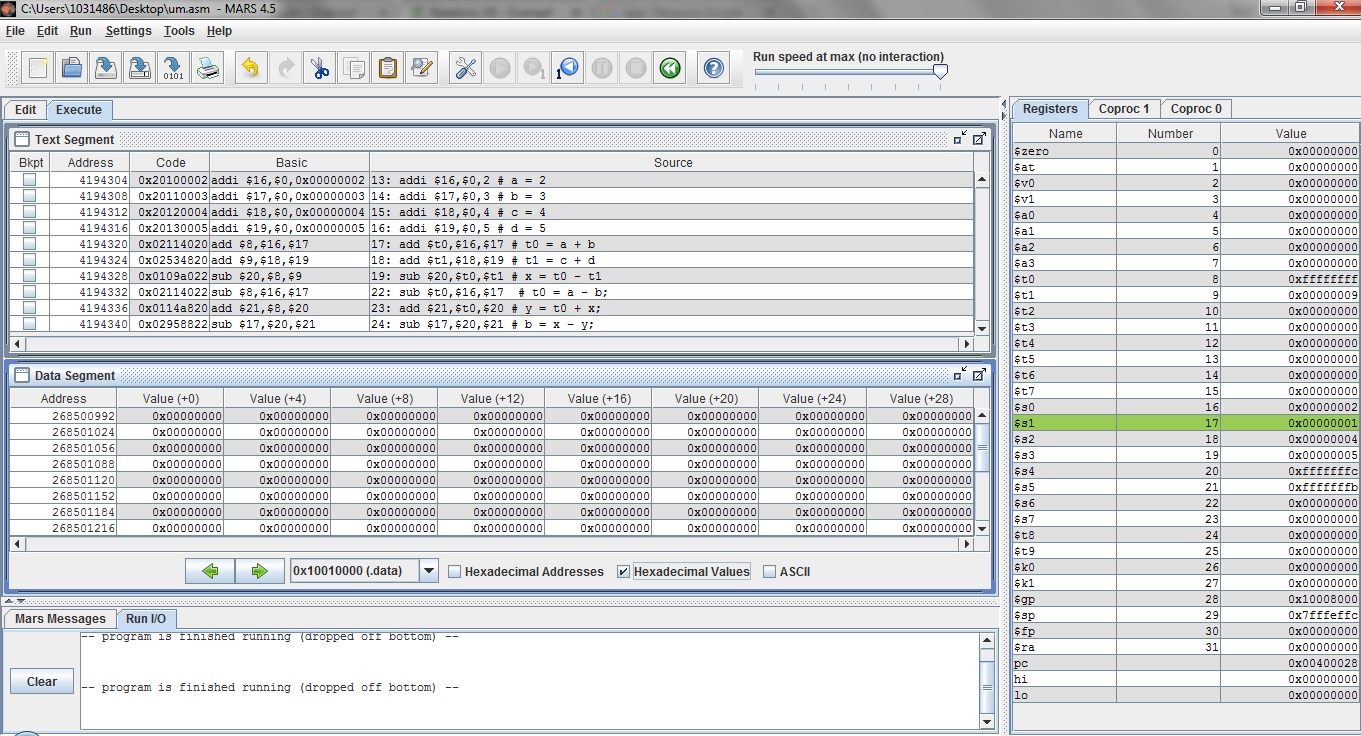 C:\Users\1031486\Desktop\um.asm - MARS 4.5
File Edit Run Settings Tools Help
Run speed at max (no interaction)
Edit Execute
Text Segment
Bkpt Address Code Basic Source
4194304 0x20100002 addi $16,$0,0x00000002 13: addi $16,$0,2 # a = 2
4194308 0x20110003 addi $17,$0,0x00000003 14: addi $17,$0,3 # b = 3
4194312 0x20120004 addi $18,$0,0x00000004 15: addi $18,$0,4 # c = 4
4194316 0x20130005 addi $19,$0,0x00000005 16: addi $19,$0,5 # d = 5
4194320 0x02114020 add $8,$16,$17 17: add $t0,$16,$17 # t0 = a + b
4194324 0x02534820 add $9,$18,$19 18: add $t1,$18,$19 # t1 = c + d
4194328 0x0109a022 sub $20,$8,$9 19: sub $20,$t0,$t1 # x = t0 - t1
4194332 0x02114022 sub $8,$16,$17 22: sub $t0,$16,$17 # t0 = a - b;
4194336 0x0114a820 add $21,$8,$20 23: add $21,$t0,$20 # y = t0 + x;
4194340 0x02958822 sub $17,$20,$21 24: sub $17,$20,$21 # b = x - y;
Data Segment
Address Value (+0) Value (+4) Value (+8) Value (+12) Value (+16) Value (+20) Value (+24) Value (+28)
268500992 0x00000000 0x00000000 0x00000000 0x00000000 0x00000000 0x00000000 0x00000000 0x00000000
268501024 0x00000000 0x00000000 0x00000000 0x00000000 0x00000000 0x00000000 0x00000000 0x00000000
268501056 0x00000000 0x00000000 0x00000000 0x00000000 0x00000000 0x00000000 0x00000000 0x00000000
268501088 0x00000000 0x00000000 0x00000000 0x00000000 0x00000000 0x00000000 0x00000000 0x00000000
268501120 0x00000000 0x00000000 0x00000000 0x00000000 0x00000000 0x00000000 0x00000000 0x00000000
268501152 0x00000000 0x00000000 0x00000000 0x00000000 0x00000000 0x00000000 0x00000000 0x00000000
268501184 0x00000000 0x00000000 0x00000000 0x00000000 0x00000000 0x00000000 0x00000000 0x00000000
268501216 0x00000000 0x00000000 0x00000000 0x00000000 0x00000000 0x00000000 0x00000000 0x00000000
0x10010000 (.data) Hexadecimal Addresses Hexadecimal Values ASCII
Mars Messages Run I/O
-- program is finished running (dropped off bottom) --
Clear
-- program is finished running (dropped off bottom) --
Registers Coproc 1 Coproc 0
Name Number Value
$zero 0 0x00000000
$at 1 0x00000000
$v0 2 0x00000000
$v1 3 0x00000000
$a0 4 0x00000000
$a1 5 0x00000000
$a2 6 0x00000000
$a3 7 0x00000000
$t0 8 0xffffffff
$t1 9 0x00000009
$t2 10 0x00000000
$t3 11 0x00000000
$t4 12 0x00000000
$t5 13 0x00000000
$t6 14 0x00000000
$t7 15 0x00000000
$s0 16 0x00000002
$s1 17 0x00000001
$s2 18 0x00000004
$s3 19 0x00000005
$s4 20 0xfffffffc
$s5 21 0xfffffffb
$s6 22 0x00000000
$s7 23 0x00000000
$t8 24 0x00000000
$t9 25 0x00000000
$k0 26 0x00000000
$k1 27 0x00000000
$gp 28 0x10008000
$sp 29 0x7fffeffc
$fp 30 0x00000000
$ra 31 0x00000000
pc 0x00400028
hi 0x00000000
lo 0x00000000